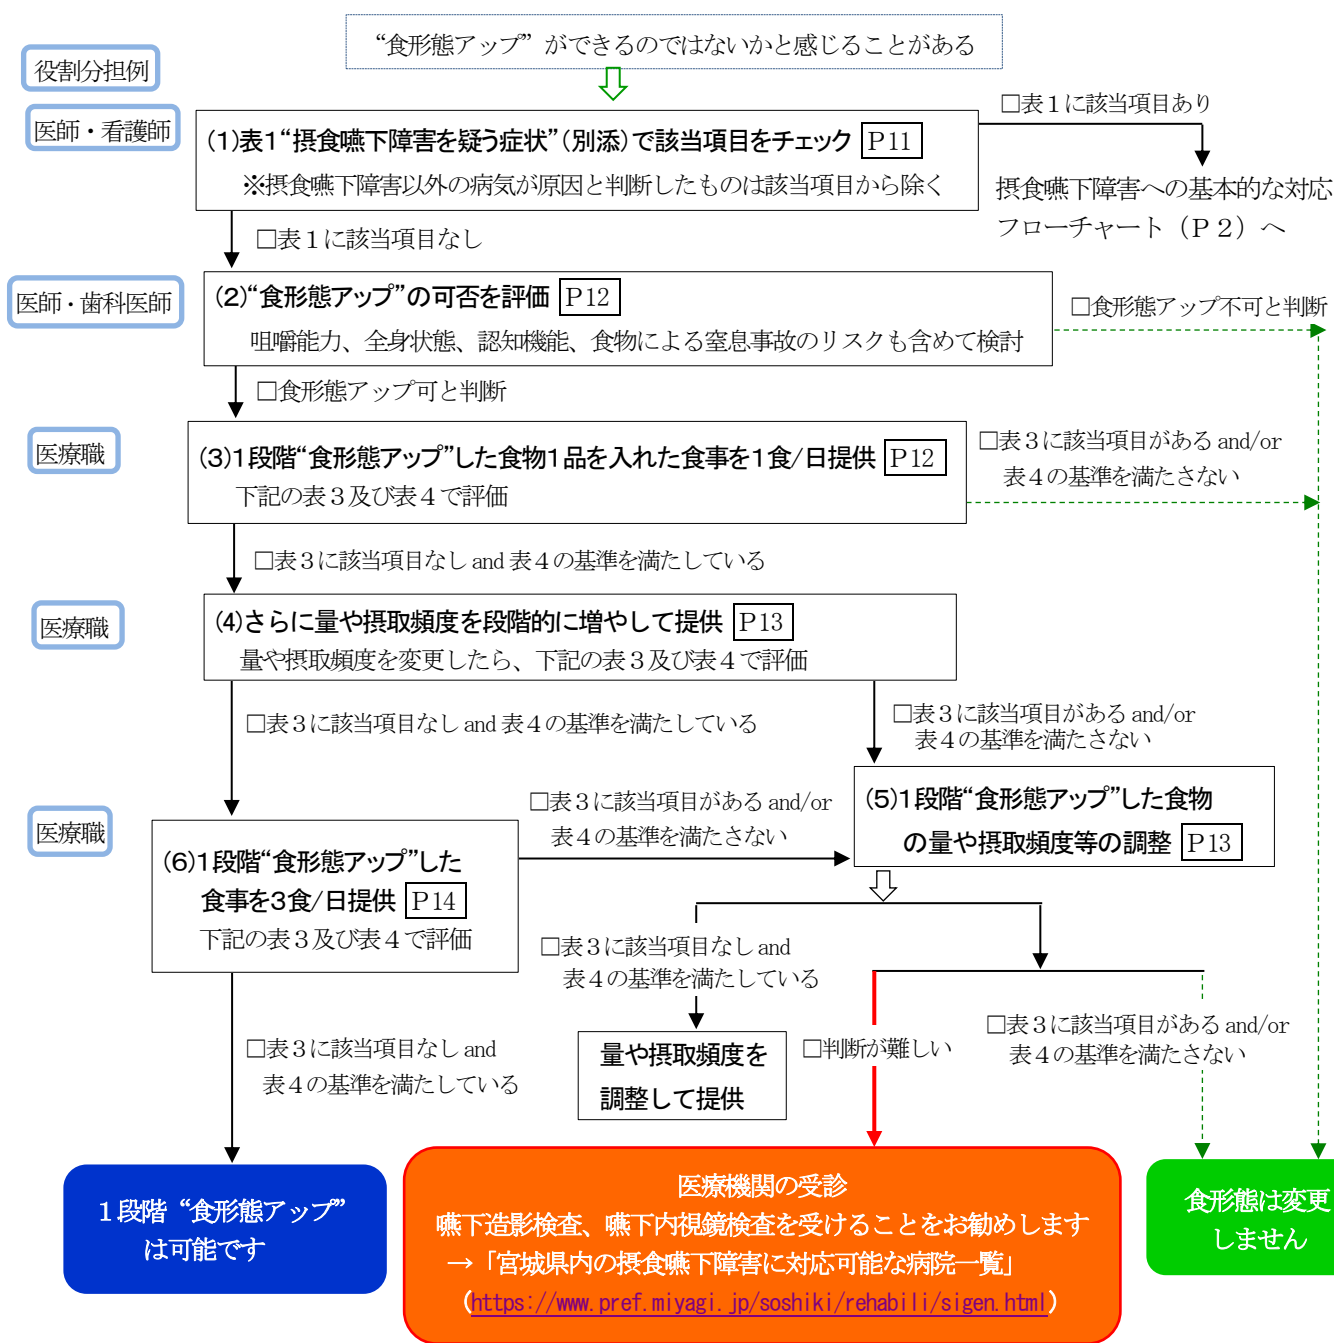 “食形態アップ”ができるのではないかと感じることがある
役割分担例
医師・看護師
(1)表1“摂食嚥下障害を疑う症状”(別添)で該当項目をチェック P11
※摂食嚥下障害以外の病気が原因と判断したものは該当項目から除く
□表１に該当項目あり
摂食嚥下障害への基本的な対応
フローチャート（Ｐ２）へ
□表１に該当項目なし
医師・歯科医師
(2)“食形態アップ”の可否を評価 P12
咀嚼能力、全身状態、認知機能、食物による窒息事故のリスクも含めて検討
□食形態アップ不可と判断
□食形態アップ可と判断
医療職
(3)1段階“食形態アップ”した食物1品を入れた食事を1食/日提供 P12
下記の表３及び表４で評価
□表３に該当項目がある and/or
表４の基準を満たさない
□表３に該当項目なし and 表４の基準を満たしている
医療職
(4)さらに量や摂取頻度を段階的に増やして提供 P13
量や摂取頻度を変更したら、下記の表３及び表４で評価
□表３に該当項目なし and 表４の基準を満たしている
□表３に該当項目がある and/or
表４の基準を満たさない
医療職
(6)1段階“食形態アップ”した
食事を3食/日提供 P14
下記の表３及び表４で評価
□表３に該当項目がある and/or
表４の基準を満たさない
(5)1段階“食形態アップ”した食物
の量や摂取頻度等の調整 P13
□表３に該当項目なし and
表４の基準を満たしている
□表３に該当項目なし and
表４の基準を満たしている
量や摂取頻度を
調整して提供
□判断が難しい
□表３に該当項目がある and/or
表４の基準を満たさない
１段階“食形態アップ”
は可能です
医療機関の受診
嚥下造影検査、嚥下内視鏡検査を受けることをお勧めします
→「宮城県内の摂食嚥下障害に対応可能な病院一覧」
（https://www.pref.miyagi.jp/soshiki/rehabili/sigen.html）
食形態は変更
しません